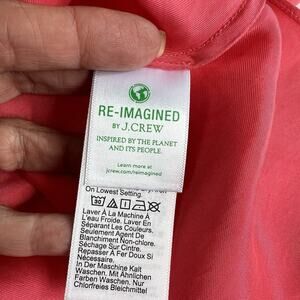 RE-IMAGINED
BY J.CREW
INSPIRED BY THE PLANET
AND ITS PEOPLE.
Learn more at
jcrew.com/reimagined
On Lowest Setting.
Laver À La Machine À
L'eau Froide. Laver En
Séparant Les Couleurs.
Seulement Agent De
Blanchiment Non-chlore.
Séchage Sur Cintre.
Repasser À Fer Doux Si
Nécessaire.
In Der Maschine Kalt
Waschen. Mit Ähnlichen
Farben Waschen. Nur
Chlorfreies Bleichmittel